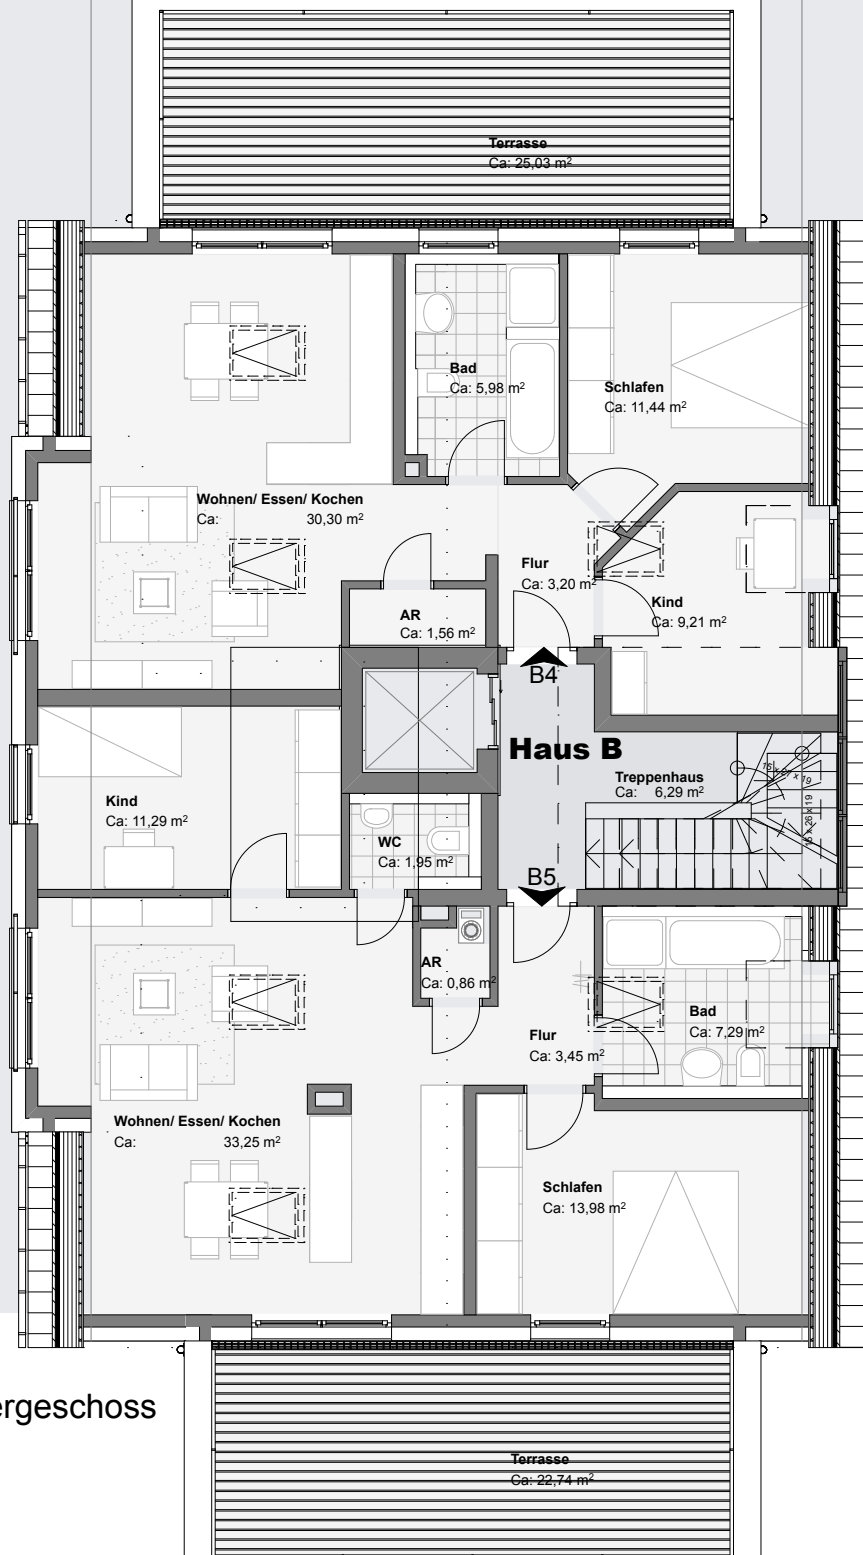 Terrasse
Ca: 25,03 m²
Bad
Ca: 5,98 m²
Schlafen
Ca: 11,44 m²
Wohnen/ Essen/ Kochen
Ca: 30,30 m²
Flur
Ca: 3,20 m²
AR
Ca: 1,56 m²
Kind
Ca: 9,21 m²
B4
Haus B
Treppenhaus
Ca: 6,29 m²
16 x 26 x 19
Kind
Ca: 11,29 m²
WC
Ca: 1,95 m²
B5
AR
Ca: 0,86 m²
Bad
Ca: 7,29 m²
Flur
Ca: 3,45 m²
Wohnen/ Essen/ Kochen
Ca: 33,25 m²
Schlafen
Ca: 13,98 m²
ergeschoss
Terrasse
Ca: 22,74 m²